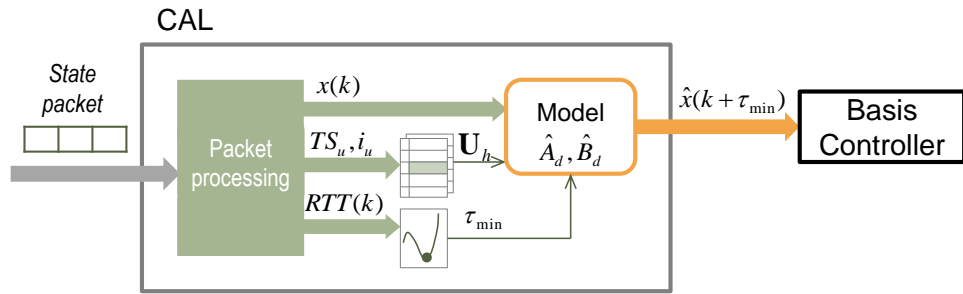 CAL
State
packet
Packet
processing
x(k)
TS_u, i_u
RTT(k)
U_h
τ_min
Model
Â_d, B̂_d
x̂(k + τ_min)
Basis
Controller